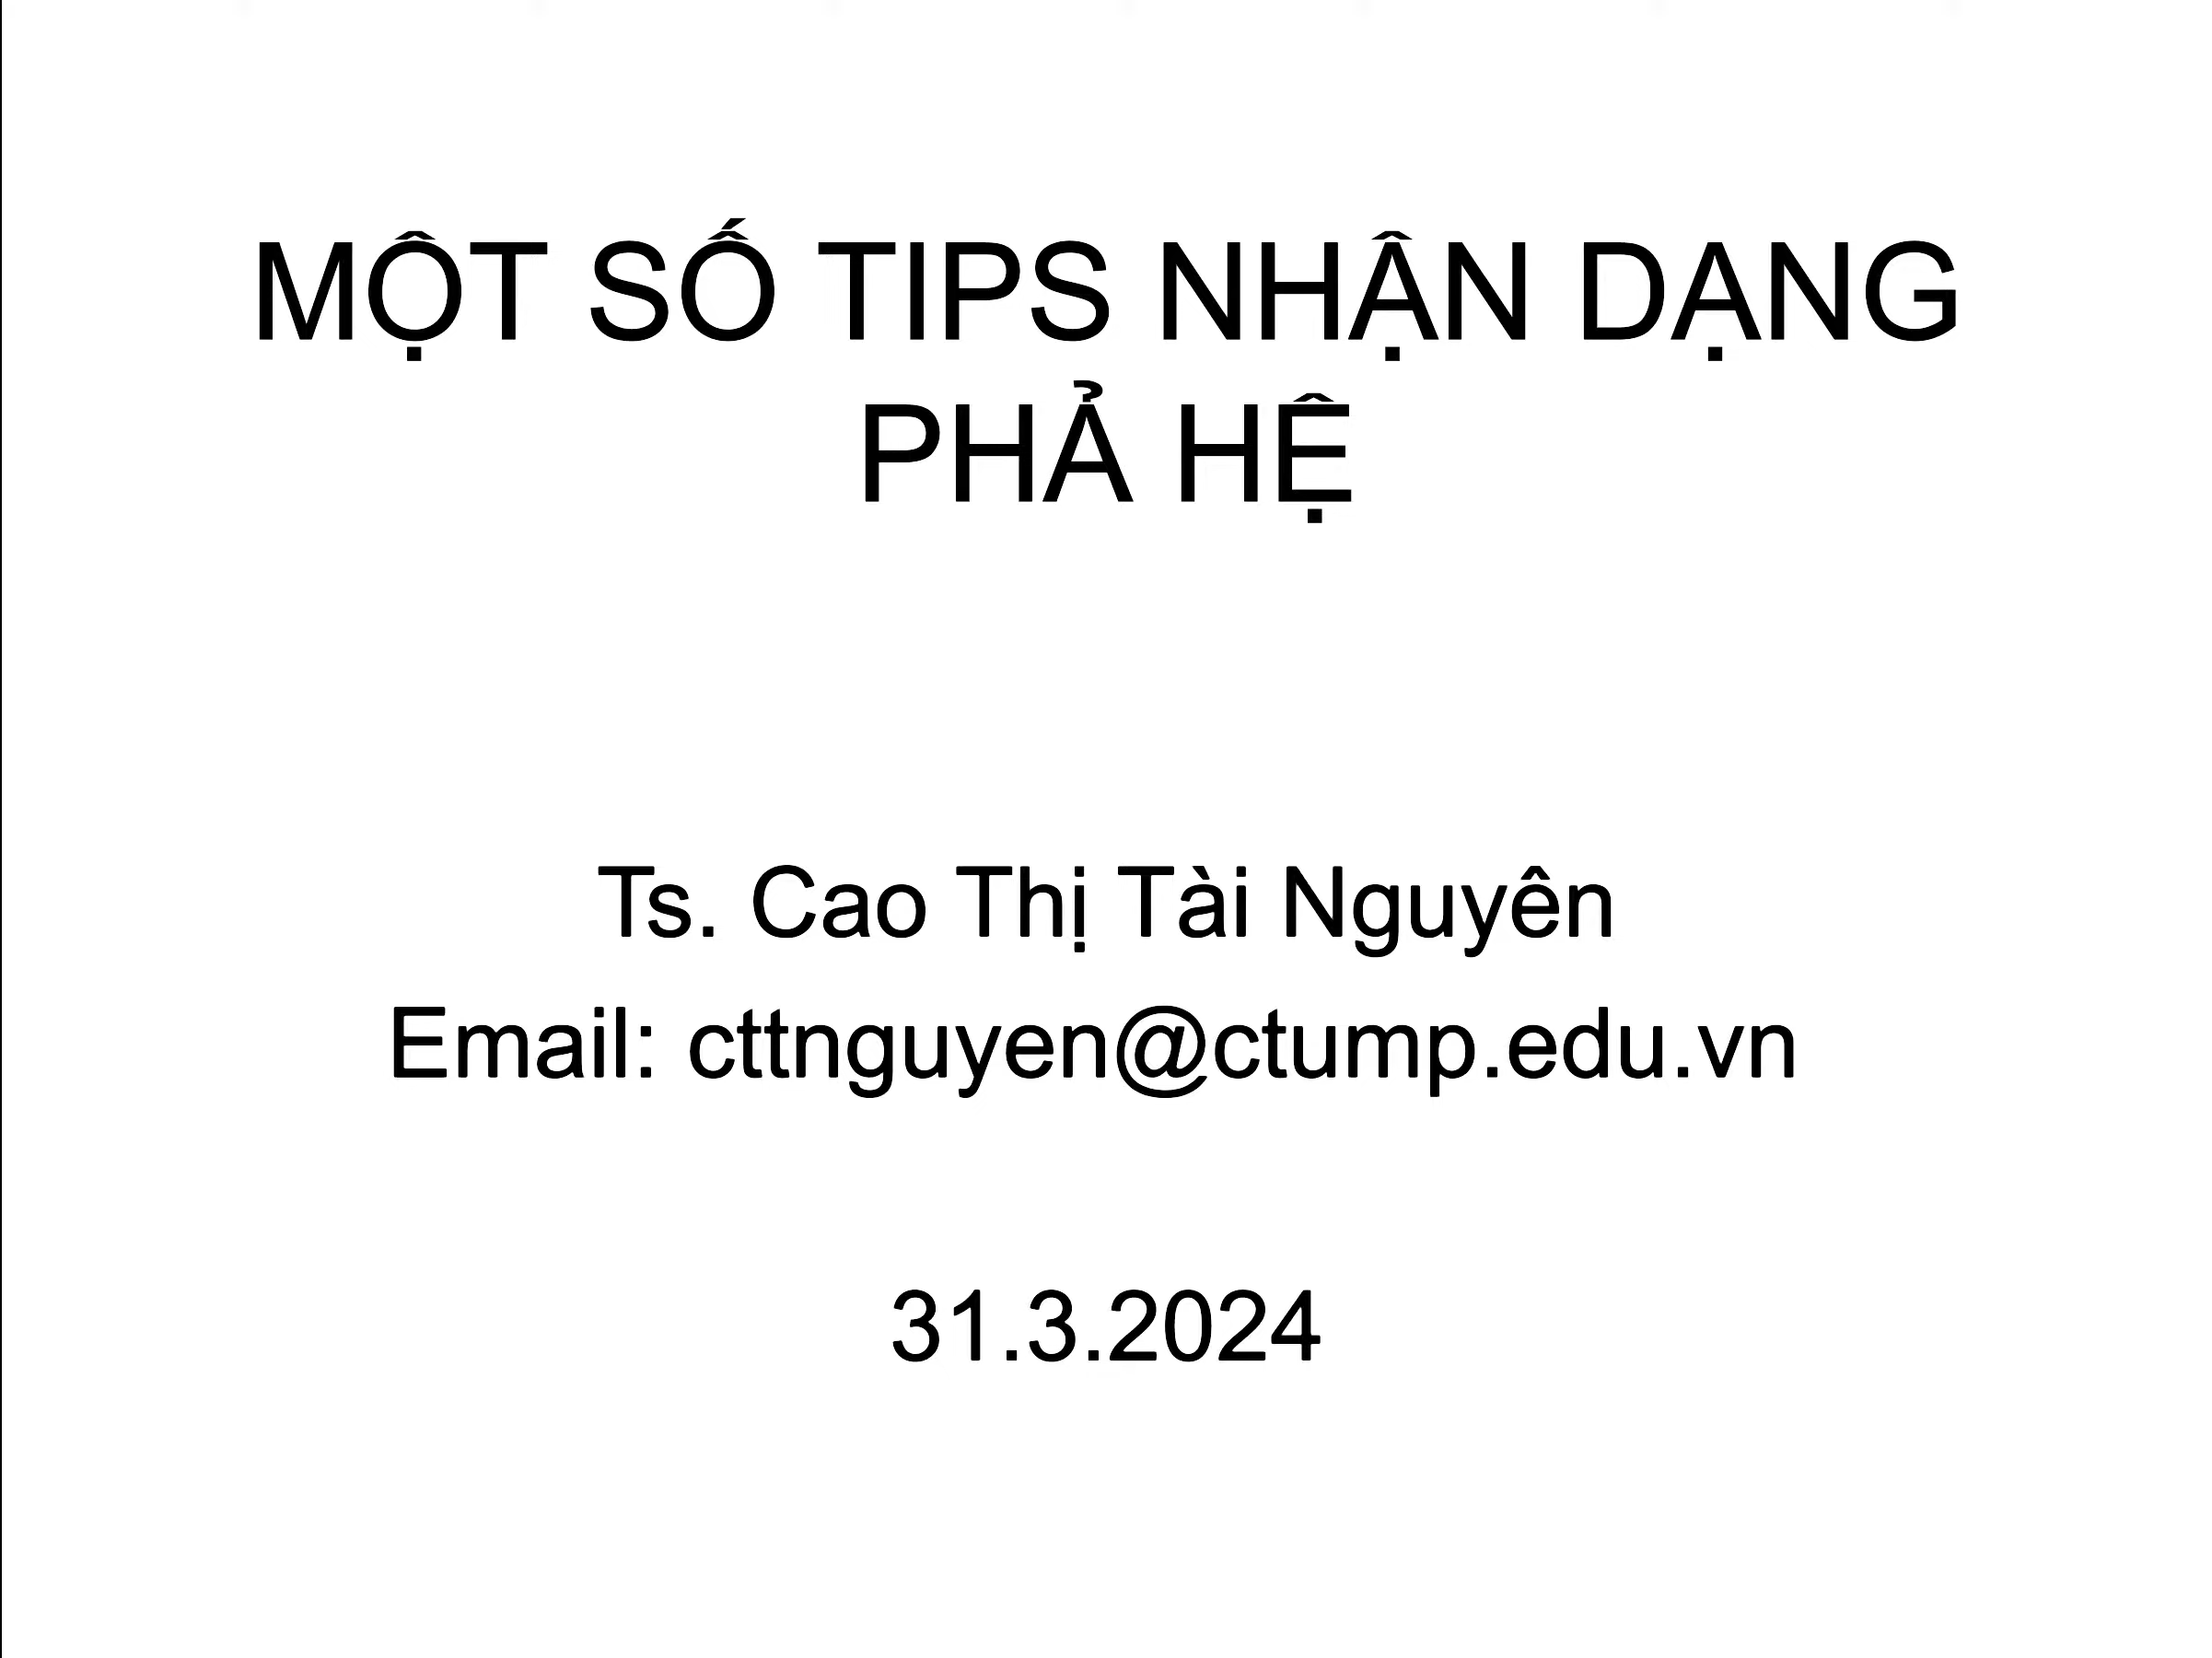 MỘT SỐ TIPS NHẬN DẠNG
PHẢ HỆ
Ts. Cao Thị Tài Nguyên
Email: cttnguyen@ctump.edu.vn
31.3.2024